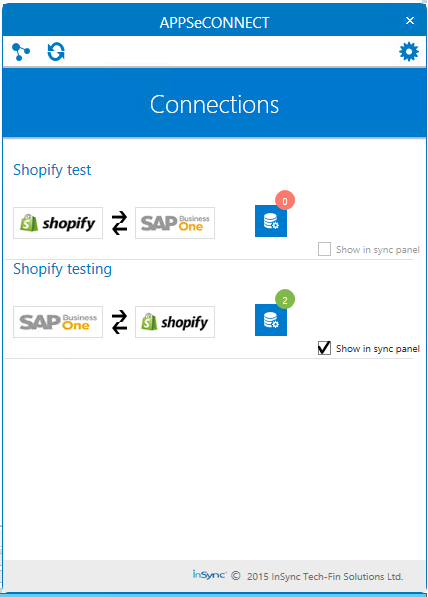 APPSeCONNECT
Connections
Shopify test
shopify
SAP Business One
0
Show in sync panel
Shopify testing
SAP Business One
shopify
2
Show in sync panel
InSync © 2015 InSync Tech-Fin Solutions Ltd.